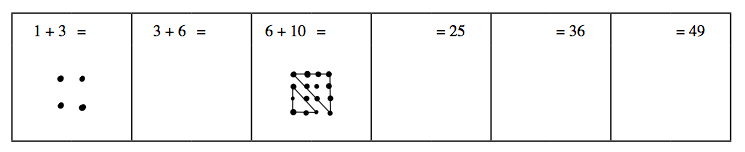 1 + 3 =
3 + 6 =
6 + 10 =
= 25
= 36
= 49